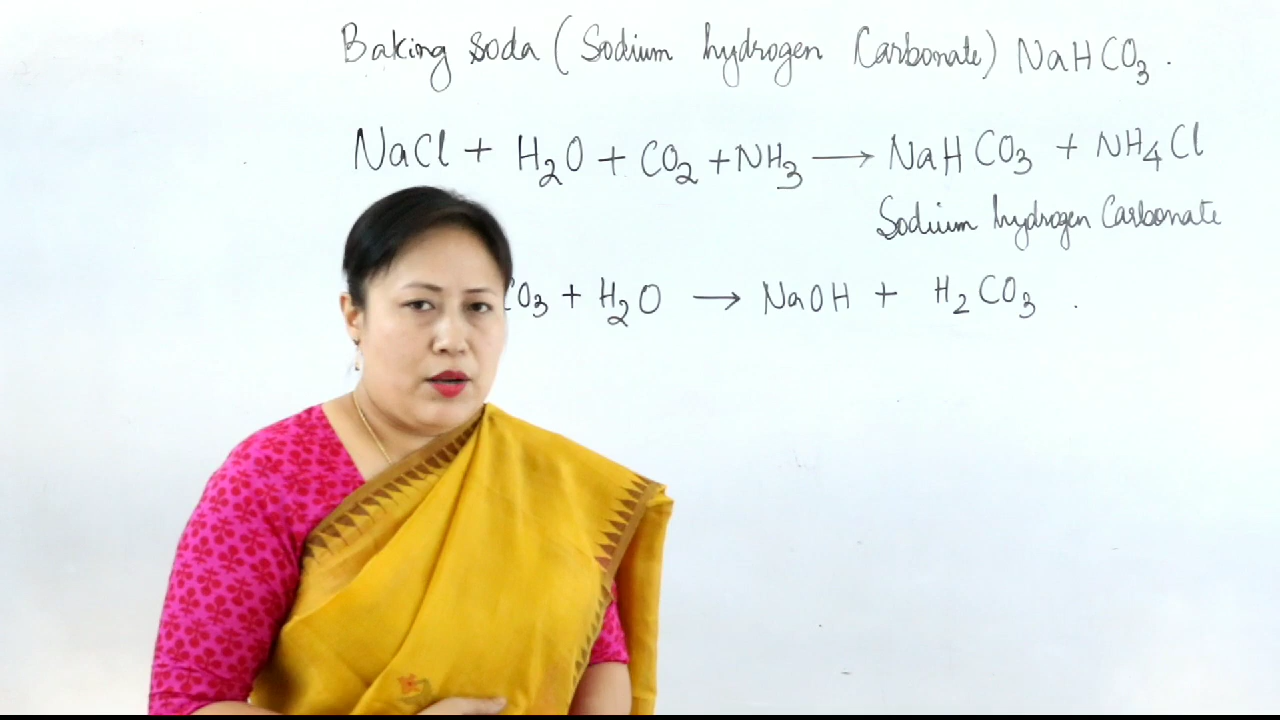 Baking soda (Sodium hydrogen Carbonate) NaHCO₃.
NaCl + H₂O + CO₂ + NH₃ → NaHCO₃ + NH₄Cl
Sodium hydrogen Carbonate
CO₃ + H₂O → NaOH + H₂CO₃.